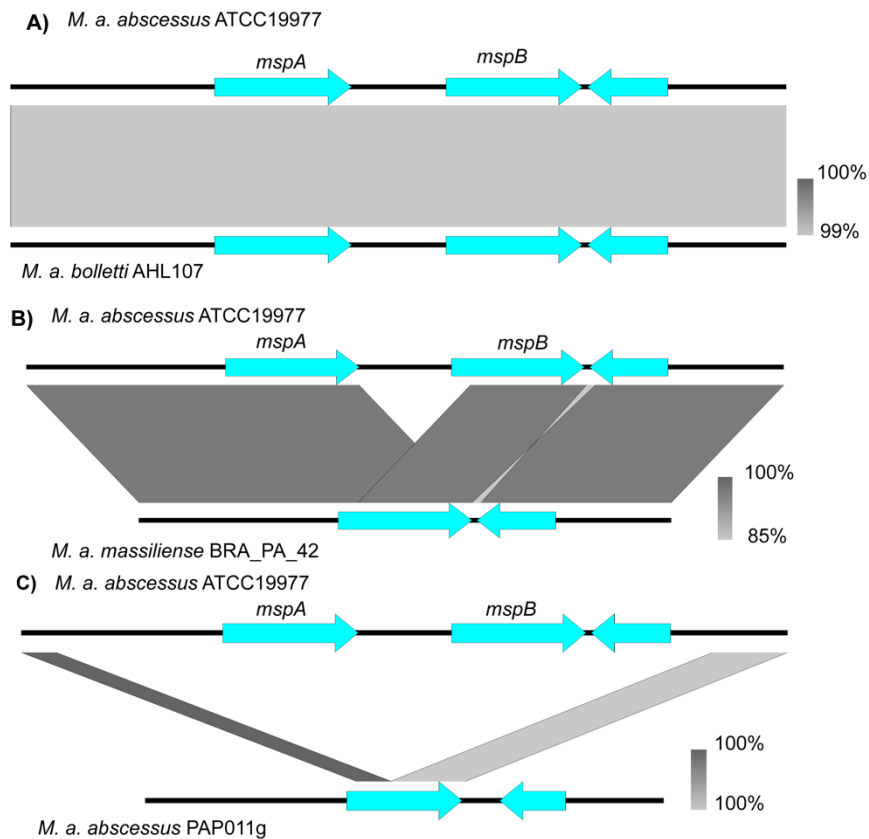 A) M. a. abscessus ATCC19977
mspA mspB
100%
99%
M. a. bolletti AHL107
B) M. a. abscessus ATCC19977
mspA mspB
100%
85%
M. a. massiliense BRA_PA_42
C) M. a. abscessus ATCC19977
mspA mspB
100%
100%
M. a. abscessus PAP011g